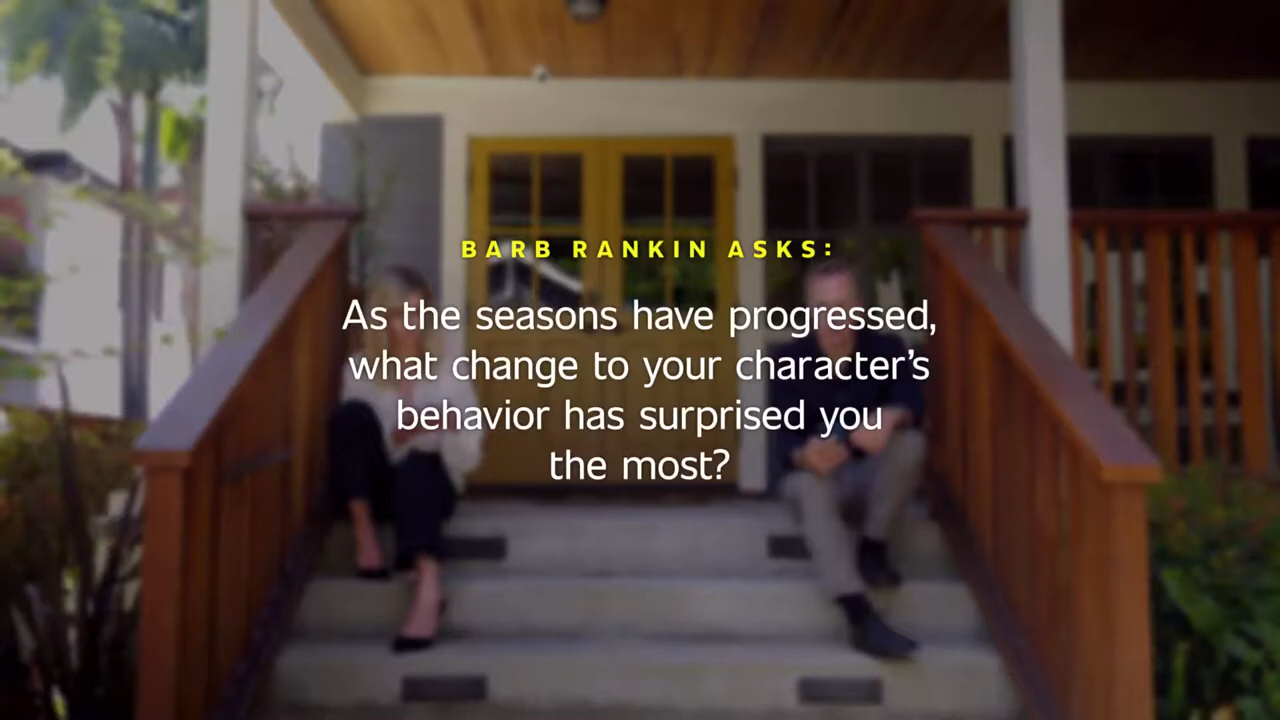 BARB RANKIN ASKS:
As the seasons have progressed,
what change to your character’s
behavior has surprised you
the most?